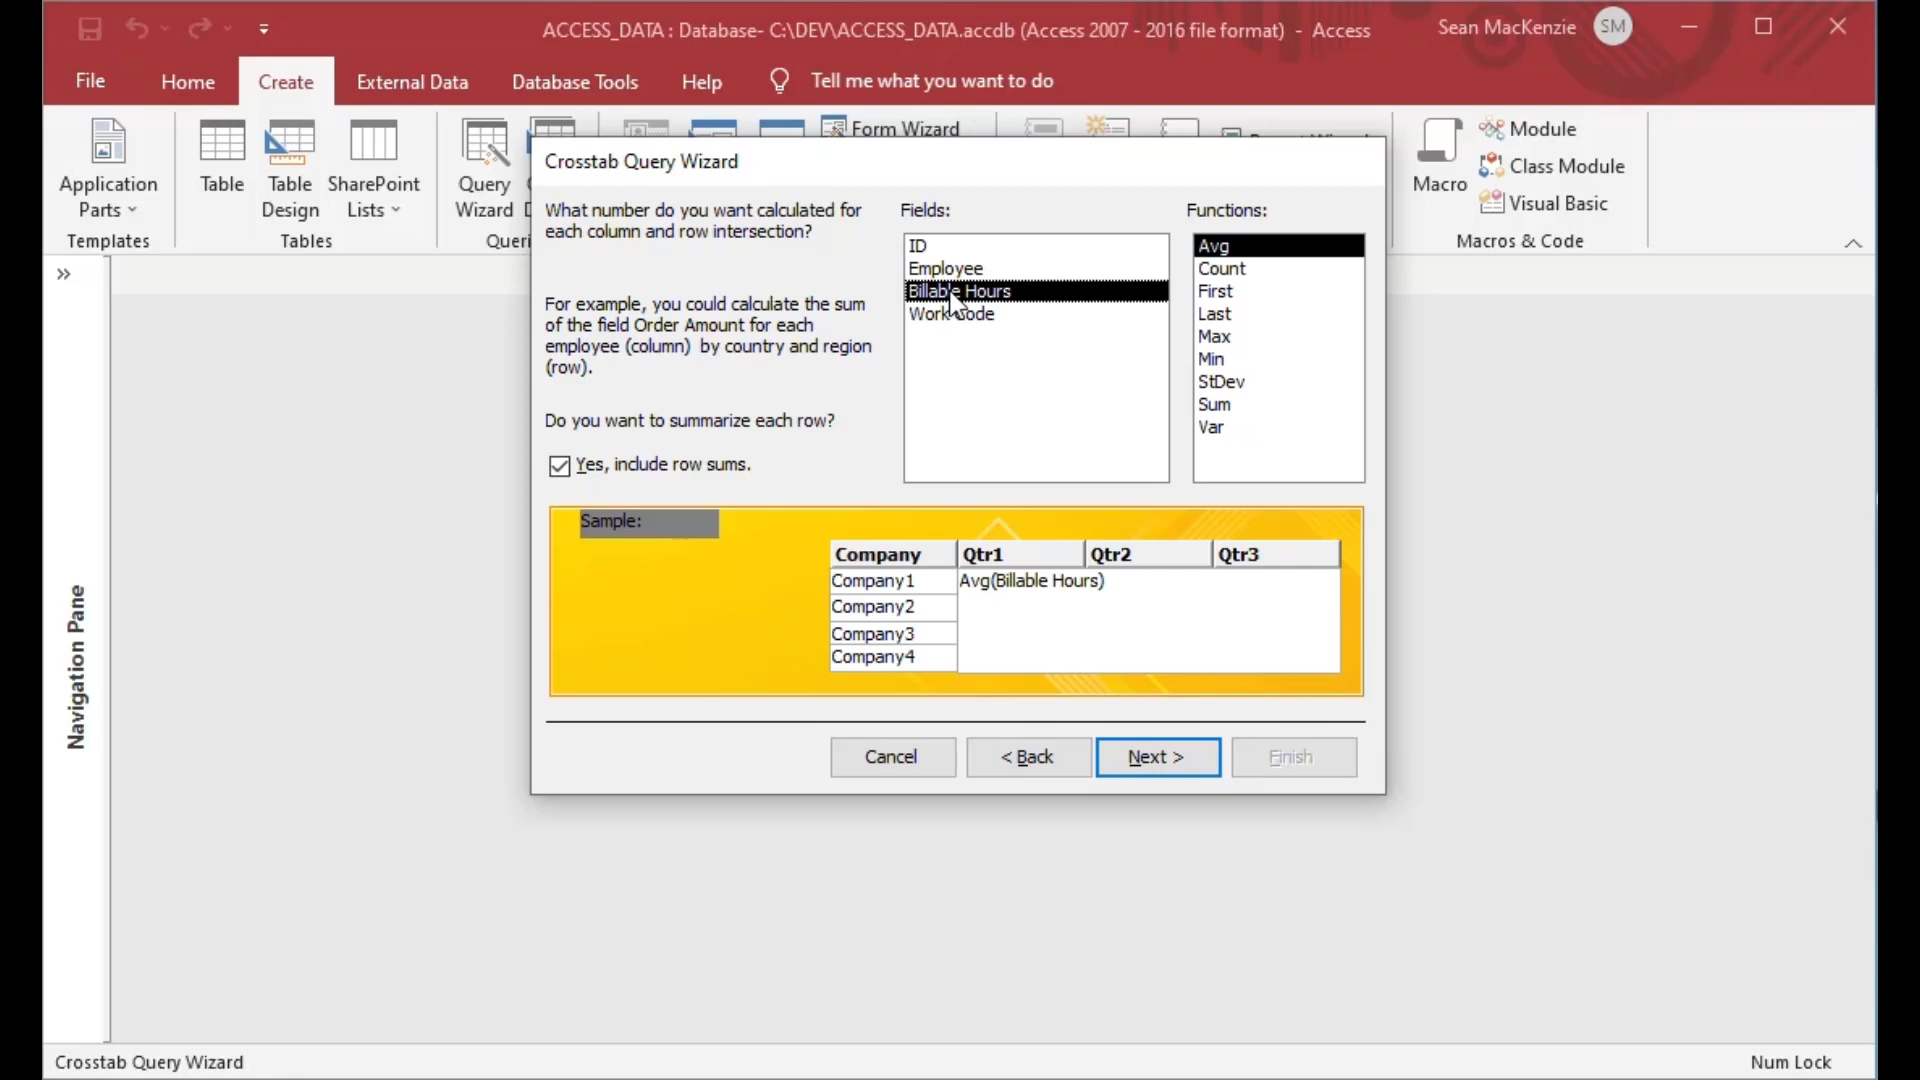 ACCESS_DATA : Database- C:\DEV\ACCESS_DATA.accdb (Access 2007 - 2016 file format) - Access
Sean MacKenzie
SM
File
Home
Create
External Data
Database Tools
Help
Tell me what you want to do
Application
Parts
Templates
Table
Table
Design
SharePoint
Lists
Tables
Query
Wizard
Form Wizard
Macro
Module
Class Module
Visual Basic
Macros & Code
Crosstab Query Wizard
What number do you want calculated for
each column and row intersection?
For example, you could calculate the sum
of the field Order Amount for each
employee (column) by country and region
(row).
Do you want to summarize each row?
Yes, include row sums.
Fields:
ID
Employee
Billable Hours
Work Code
Functions:
Avg
Count
First
Last
Max
Min
StDev
Sum
Var
Sample:
Company Qtr1 Qtr2 Qtr3
Company1 Avg(Billable Hours)
Company2
Company3
Company4
Cancel
< Back
Next >
Finish
»
Navigation Pane
Crosstab Query Wizard
Num Lock